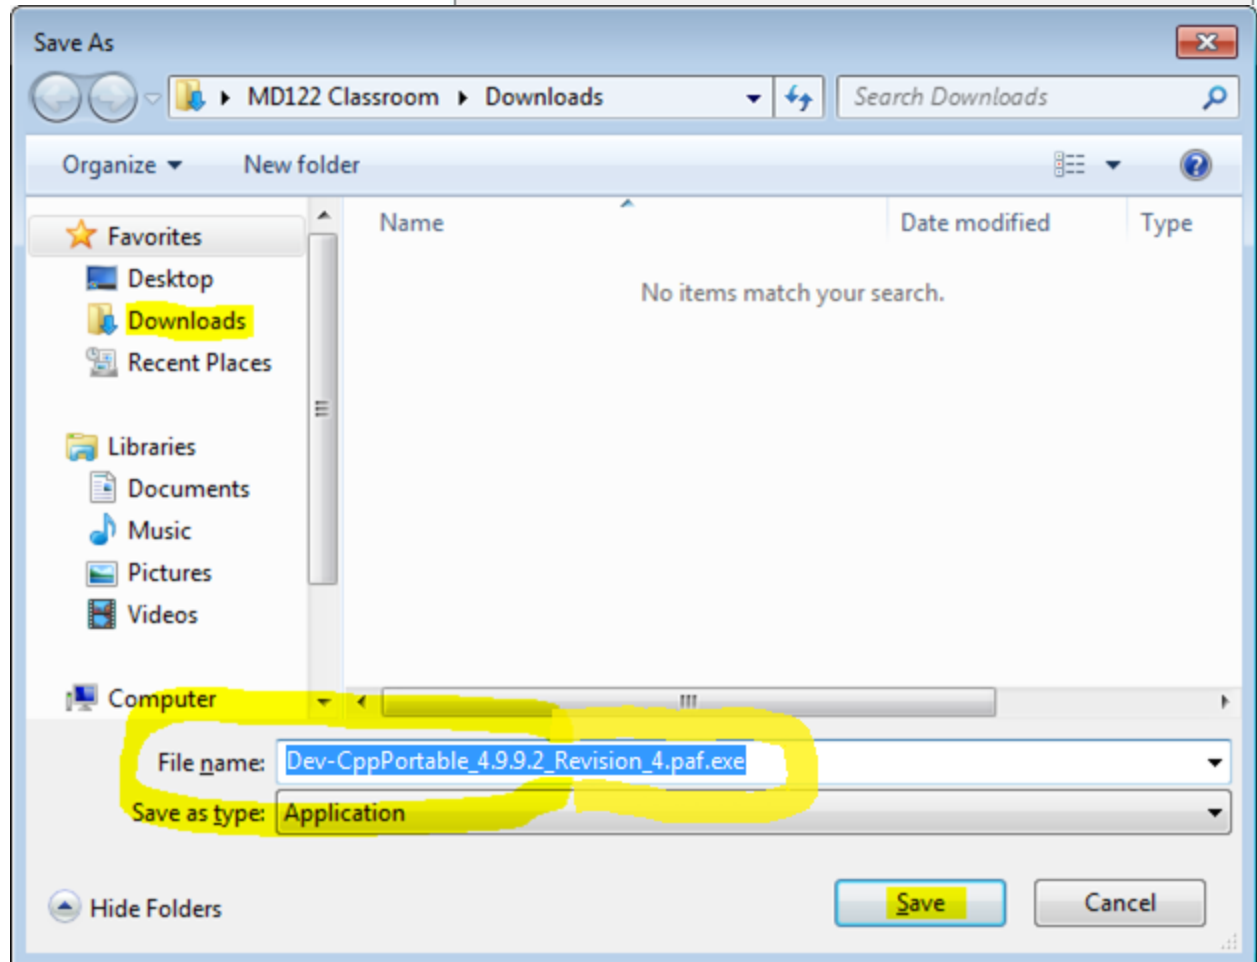 Save As
MD122 Classroom Downloads
Search Downloads
Organize
New folder
Favorites
Desktop
Downloads
Recent Places
Libraries
Documents
Music
Pictures
Videos
Computer
Name
Date modified
Type
No items match your search.
File name: Dev-CppPortable_4.9.9.2_Revision_4.paf.exe
Save as type: Application
Hide Folders
Save
Cancel